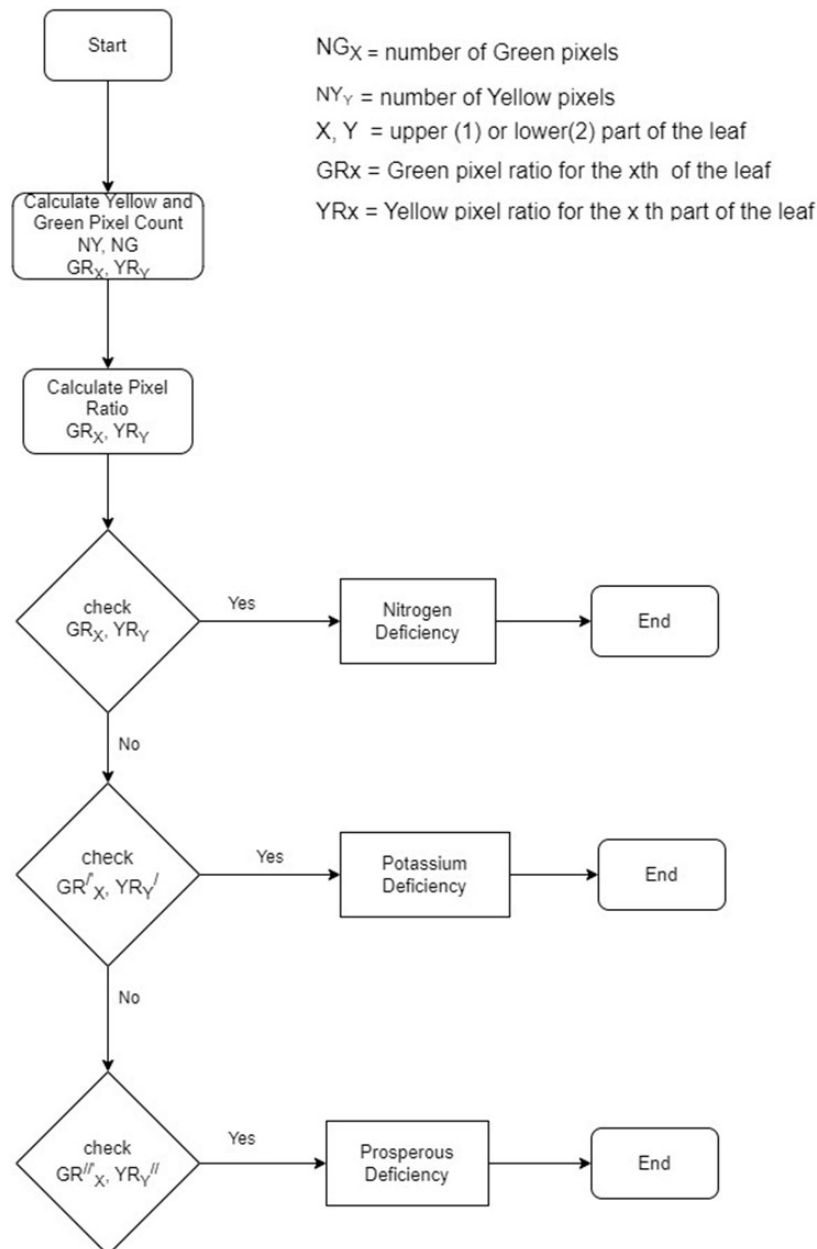 Start
NGX = number of Green pixels
NYY = number of Yellow pixels
X, Y = upper (1) or lower(2) part of the leaf
GRx = Green pixel ratio for the xth of the leaf
YRx = Yellow pixel ratio for the x th part of the leaf
Calculate Yellow and
Green Pixel Count
NY, NG
GRX, YRY
Calculate Pixel
Ratio
GRX, YRY
check
GRX, YRY
Yes
Nitrogen
Deficiency
End
No
check
GR/'X, YRY/
Yes
Potassium
Deficiency
End
No
check
GR//'X, YRY//
Yes
Prosperous
Deficiency
End